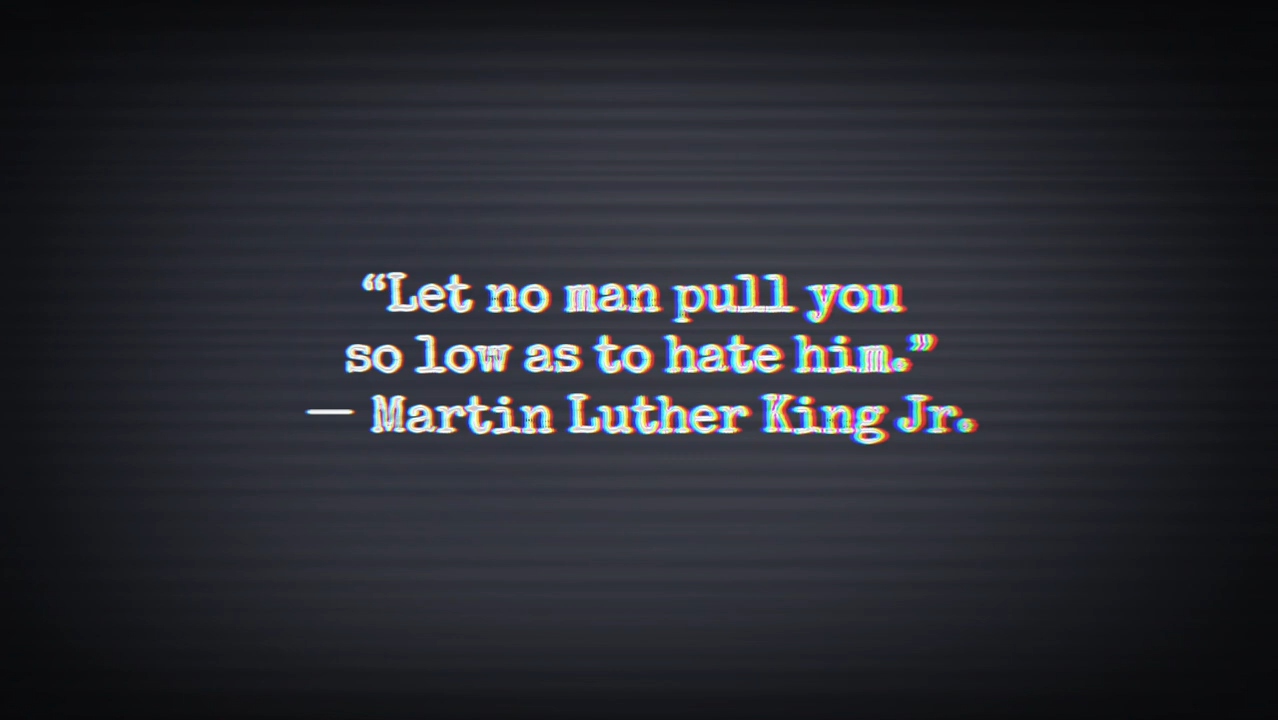 “Let no man pull you
so low as to hate him.”
— Martin Luther King Jr.